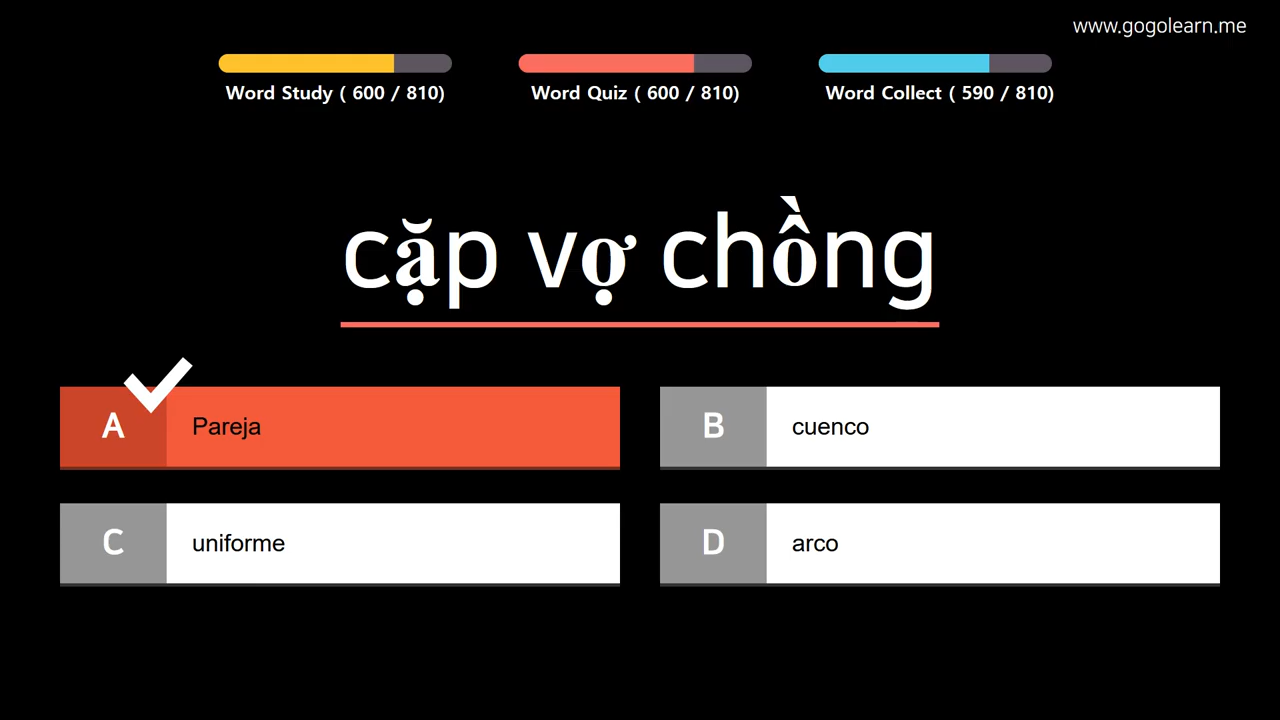 www.gogolearn.me
Word Study ( 600 / 810)
Word Quiz ( 600 / 810)
Word Collect ( 590 / 810)
cặp vợ chồng
A Pareja
B cuenco
C uniforme
D arco